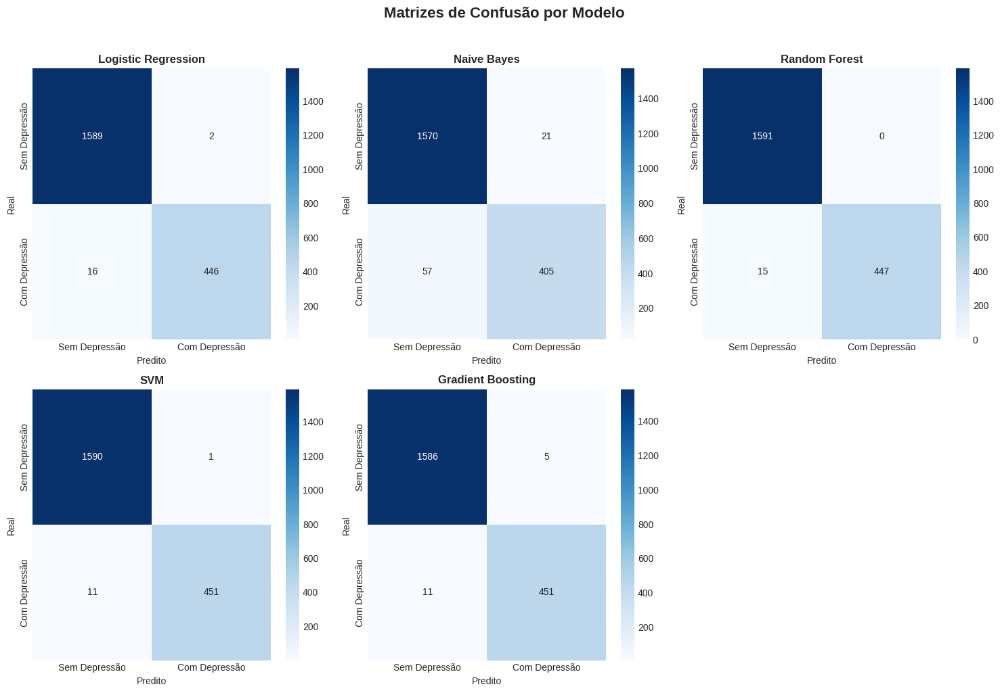 Matrizes de Confusão por Modelo
Logistic Regression
Sem Depressão
Com Depressão
Real
1589
2
16
446
Sem Depressão
Com Depressão
Predito
1400
1200
1000
800
600
400
200
Naive Bayes
Sem Depressão
Com Depressão
Real
1570
21
57
405
Sem Depressão
Com Depressão
Predito
1400
1200
1000
800
600
400
200
Random Forest
Sem Depressão
Com Depressão
Real
1591
0
15
447
Sem Depressão
Com Depressão
Predito
1400
1200
1000
800
600
400
200
0
SVM
Sem Depressão
Com Depressão
Real
1590
1
11
451
Sem Depressão
Com Depressão
Predito
1400
1200
1000
800
600
400
200
Gradient Boosting
Sem Depressão
Com Depressão
Real
1586
5
11
451
Sem Depressão
Com Depressão
Predito
1400
1200
1000
800
600
400
200